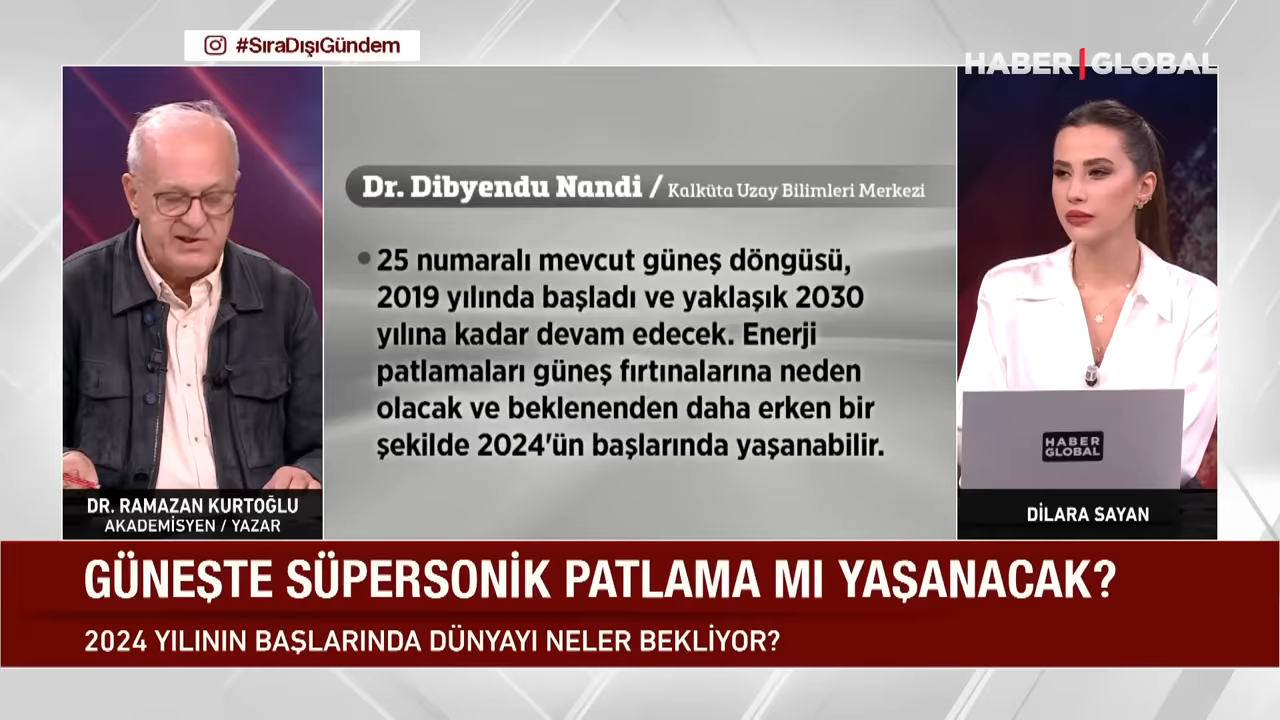 #SıraDışıGündem
HABER GLOBAL
Dr. Dibyendu Nandi / Kalküta Uzay Bilimleri Merkezi
• 25 numaralı mevcut güneş döngüsü,
2019 yılında başladı ve yaklaşık 2030
yılına kadar devam edecek. Enerji
patlamaları güneş fırtınalarına neden
olacak ve beklenenden daha erken bir
şekilde 2024'ün başlarında yaşanabilir.
HABER
GLOBAL
DR. RAMAZAN KURTOĞLU
AKADEMİSYEN / YAZAR
DİLARA SAYAN
GÜNEŞTE SÜPERSONİK PATLAMA MI YAŞANACAK?
2024 YILININ BAŞLARINDA DÜNYAYI NELER BEKLİYOR?